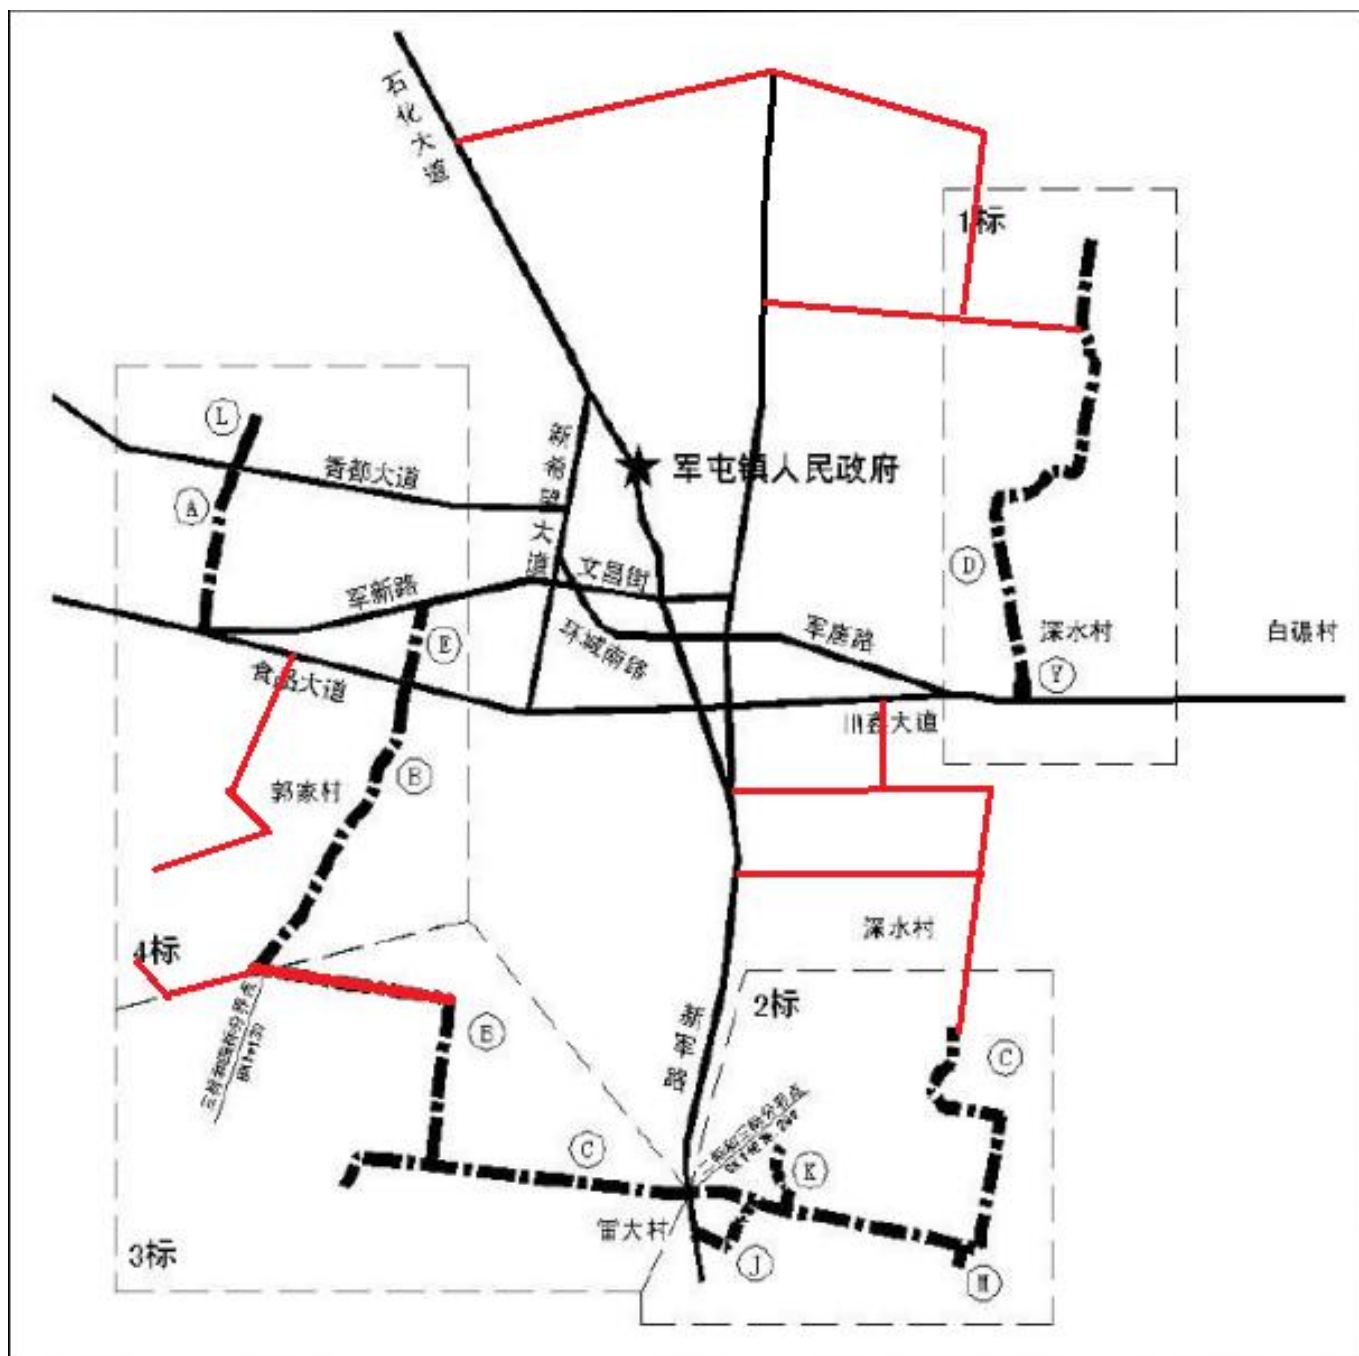 石化大道
1标
L
香都大道
新希望大道
军屯镇人民政府
A
军新路
文昌街
D
E
环城南路
军鹿路
深水村
白碾村
食品大道
Y
川鑫大道
郭家村
B
深水村
4标
2标
新军路
B
C
C
K
雷大村
3标
J
H